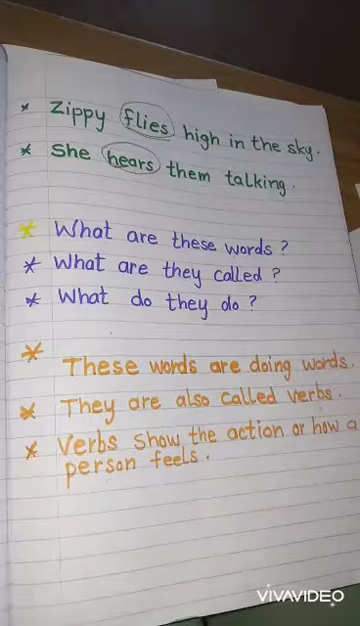 * Zippy flies high in the sky.
* She hears them talking.
* What are these words?
* What are they called?
* What do they do?
* These words are doing words.
* They are also called verbs.
* Verbs show the action or how a
person feels.
VIVAVIDEO